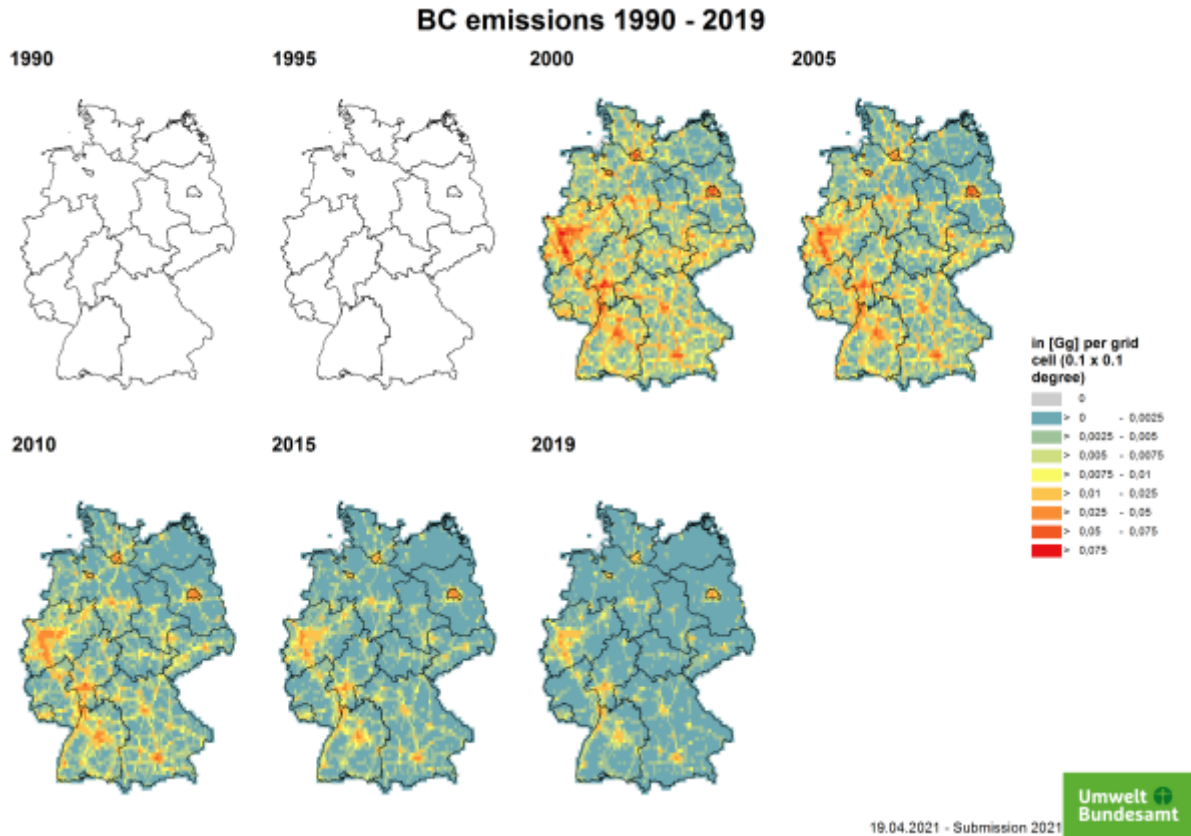 BC emissions 1990 - 2019
1990
1995
2000
2005
in [Gg] per grid
cell (0.1 x 0.1
degree)
0
> 0 - 0,0025
> 0,0025 - 0,005
> 0,005 - 0,0075
> 0,0075 - 0,01
> 0,01 - 0,025
> 0,025 - 0,05
> 0,05 - 0,075
> 0,075
2010
2015
2019
Umwelt
Bundesamt
19.04.2021 - Submission 2021